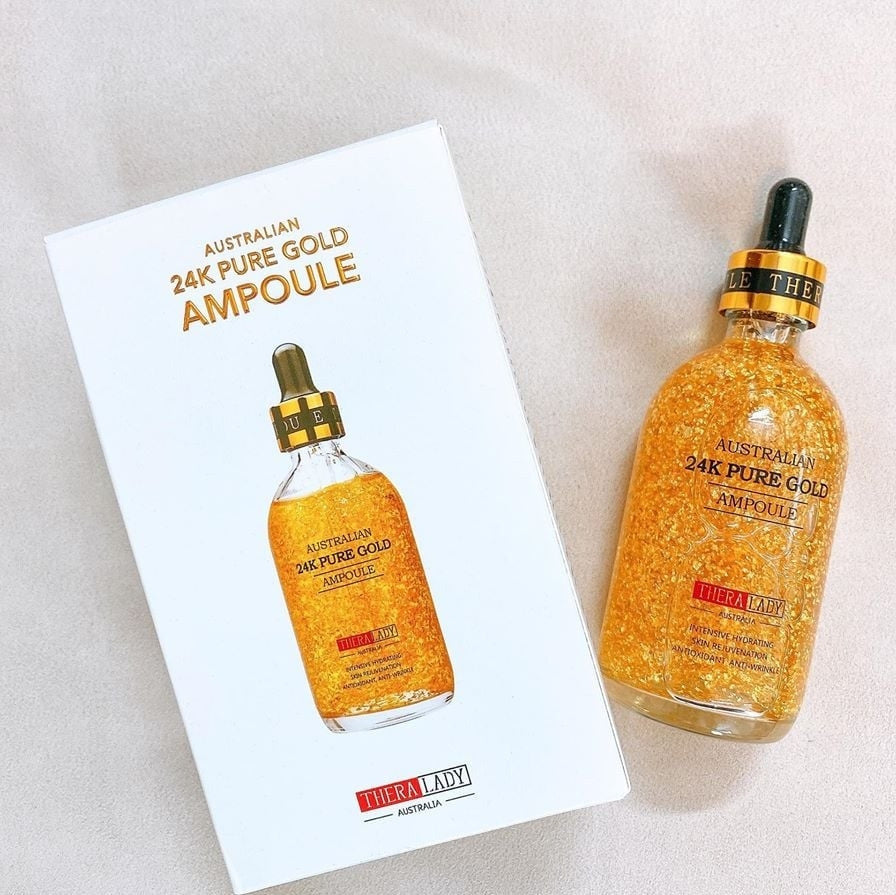 AUSTRALIAN
24K PURE GOLD
AMPOULE
OU E
AUSTRALIAN
24K PURE GOLD
AMPOULE
THERA LADY
AUSTRALIA
INTENSIVE HYDRATING
SKIN REJUVENATION
ANTIOXIDANT, ANTI-WRINKLE
THERA LADY
AUSTRALIA
LE THER
AUSTRALIAN
24K PURE GOLD
AMPOULE
THERA LADY
AUSTRALIA
INTENSIVE HYDRATING
SKIN REJUVENATION
ANTIOXIDANT, ANTI-WRINKLE